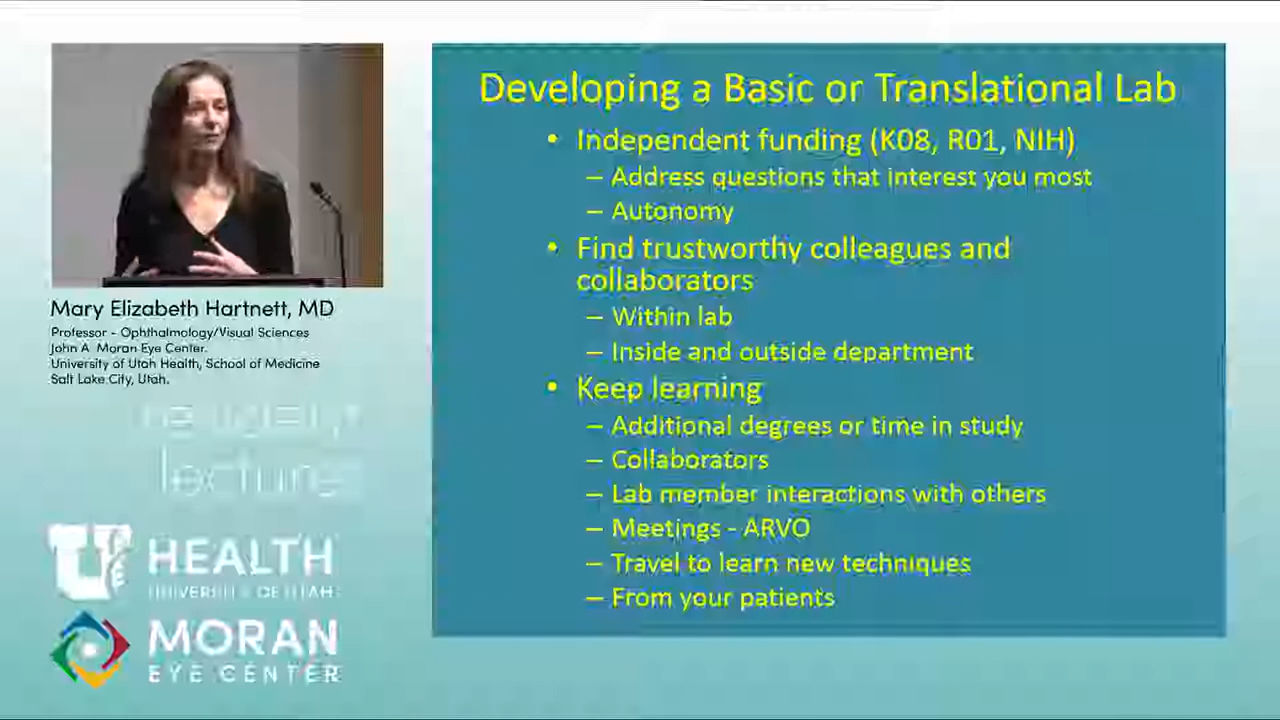 Developing a Basic or Translational Lab
• Independent funding (K08, R01, NIH)
– Address questions that interest you most
– Autonomy
• Find trustworthy colleagues and
collaborators
– Within lab
– Inside and outside department
• Keep learning
– Additional degrees or time in study
– Collaborators
– Lab member interactions with others
– Meetings - ARVO
– Travel to learn new techniques
– From your patients
Mary Elizabeth Hartnett, MD
Professor - Ophthalmology/Visual Sciences
John A. Moran Eye Center.
University of Utah Health, School of Medicine
Salt Lake City, Utah.
lectures
U HEALTH
UNIVERSITY OF UTAH
MORAN
EYE CENTER